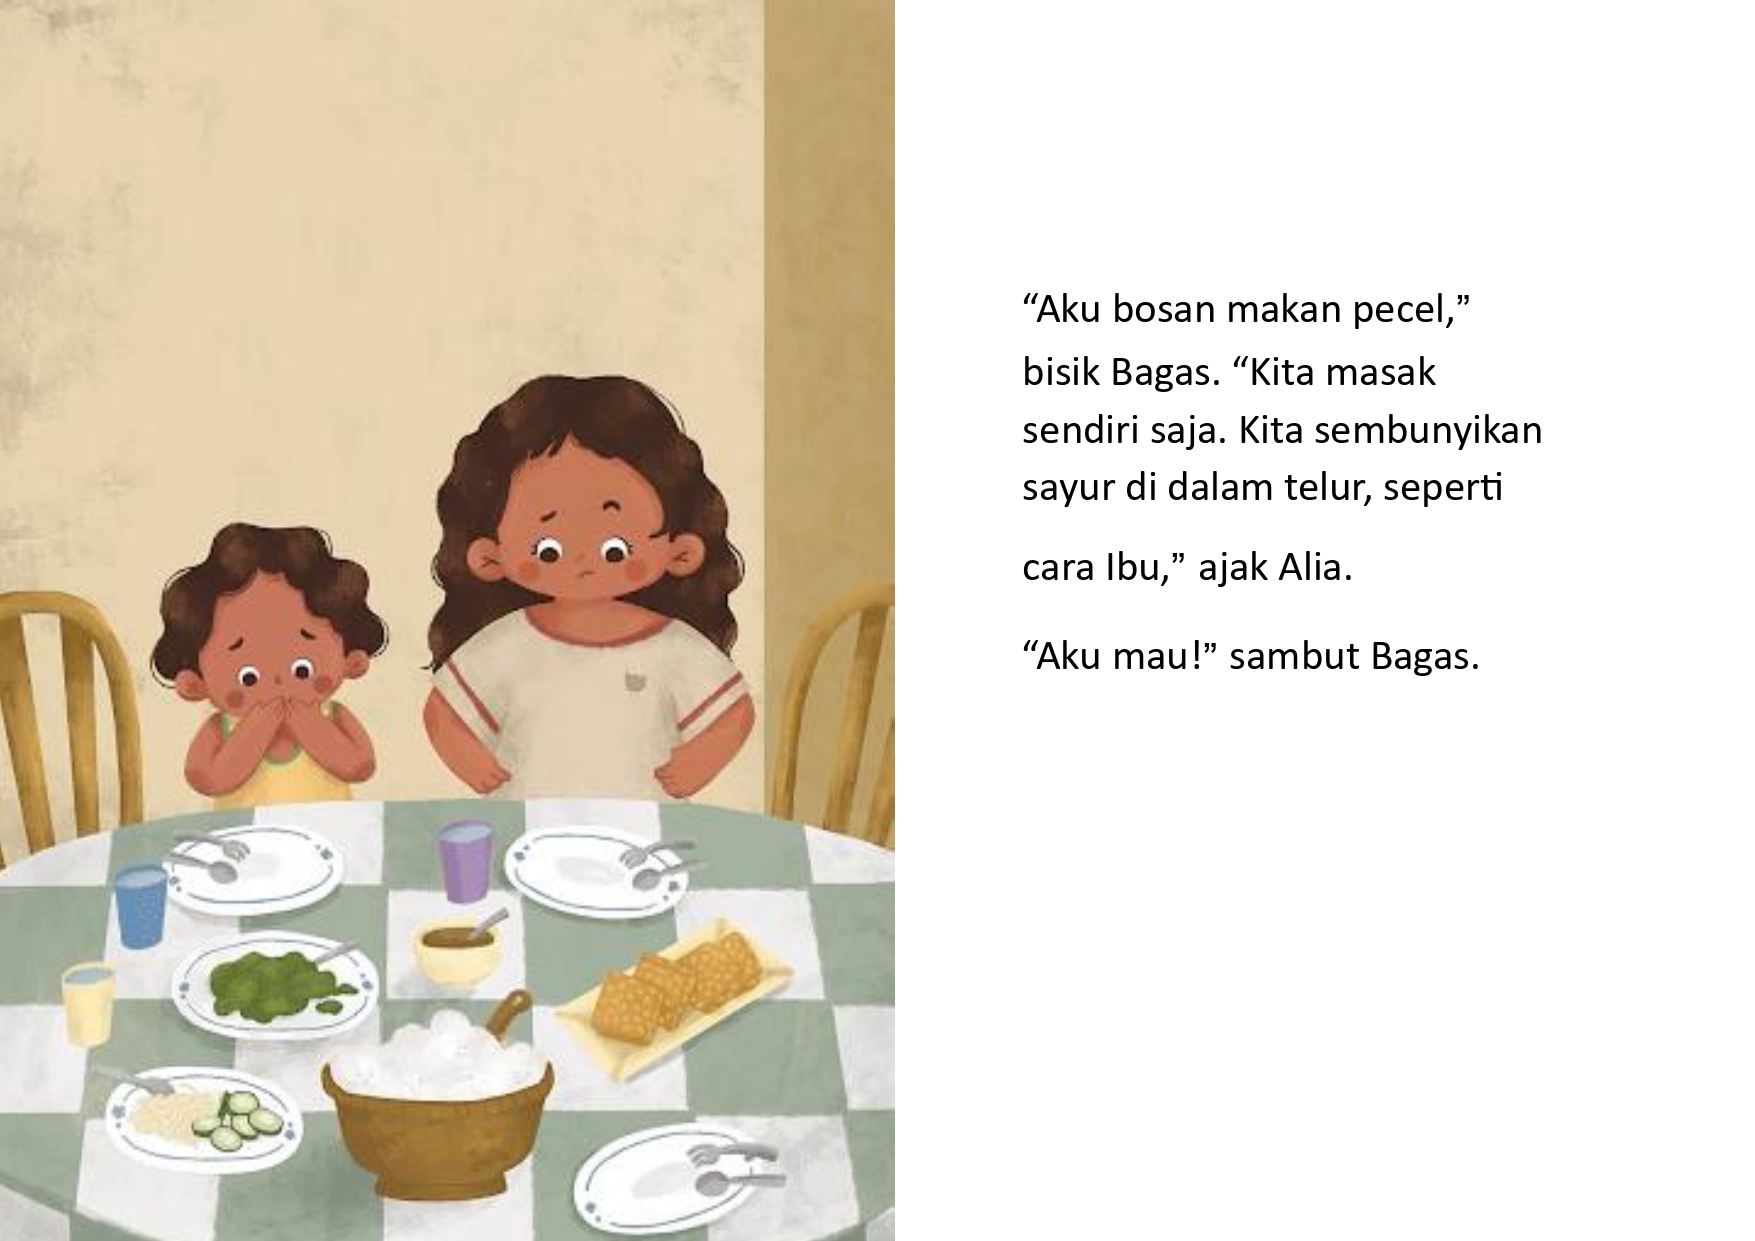 “Aku bosan makan pecel,”
bisik Bagas. “Kita masak
sendiri saja. Kita sembunyikan
sayur di dalam telur, seperti
cara Ibu,” ajak Alia.
“Aku mau!” sambut Bagas.